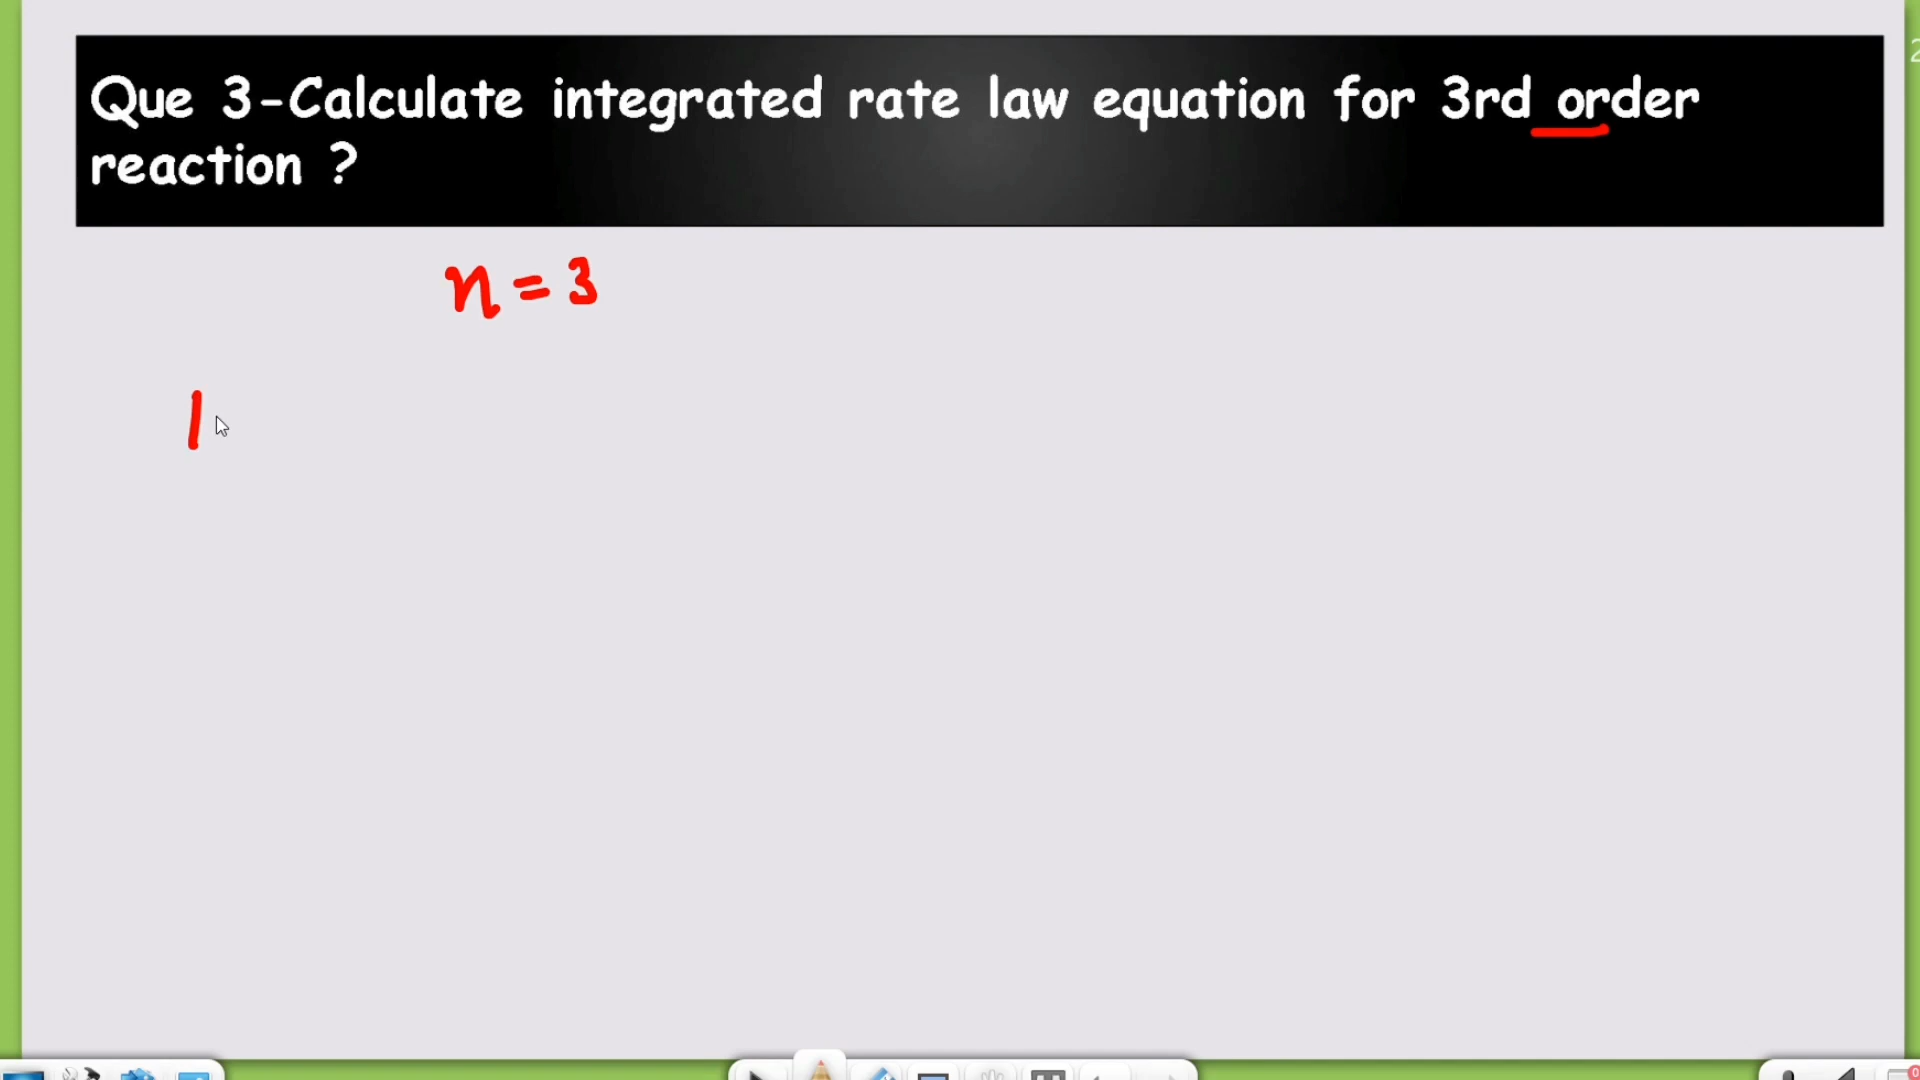 Que 3-Calculate integrated rate law equation for 3rd order
reaction ?
n = 3